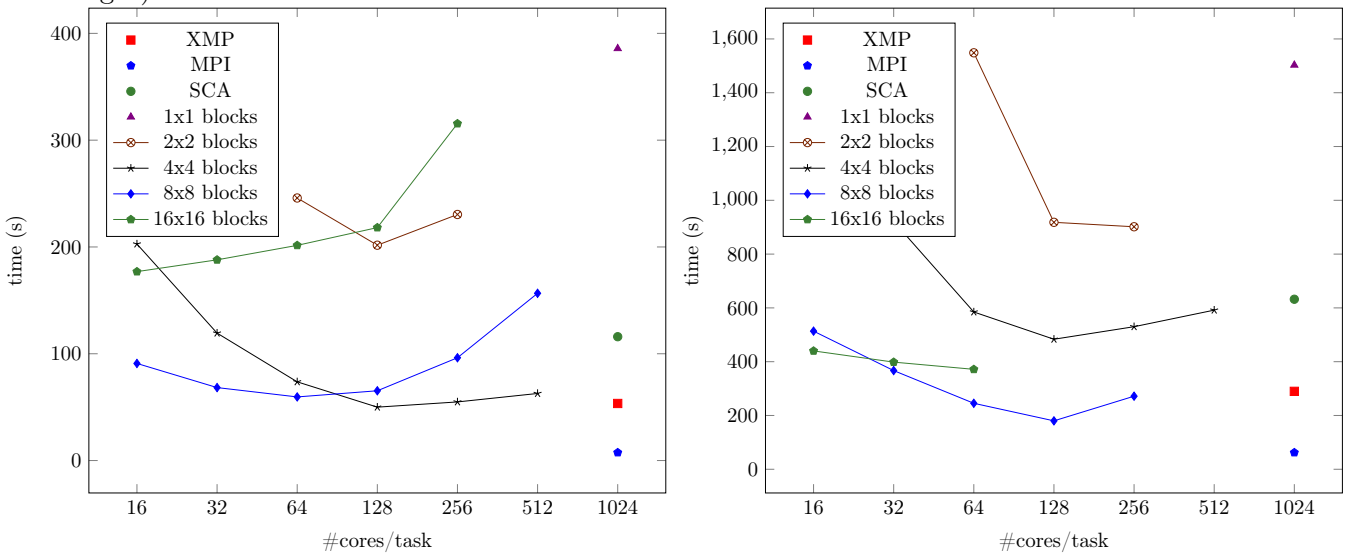 400
300
200
100
0
time (s)
XMP
MPI
SCA
1x1 blocks
2x2 blocks
4x4 blocks
8x8 blocks
16x16 blocks
16 32 64 128 256 512 1024
#cores/task
1,600
1,400
1,200
1,000
800
600
400
200
0
time (s)
XMP
MPI
SCA
1x1 blocks
2x2 blocks
4x4 blocks
8x8 blocks
16x16 blocks
16 32 64 128 256 512 1024
#cores/task